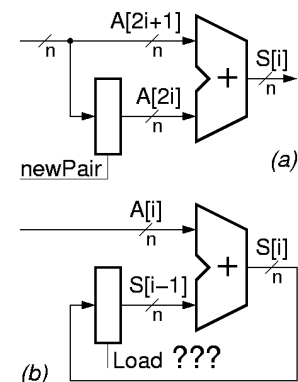 A[2i+1]
S[i]
n
n
n
A[2i]
+
n
newPair
(a)
A[i]
n
S[i]
S[i−1]
+
n
n
Load ???
(b)